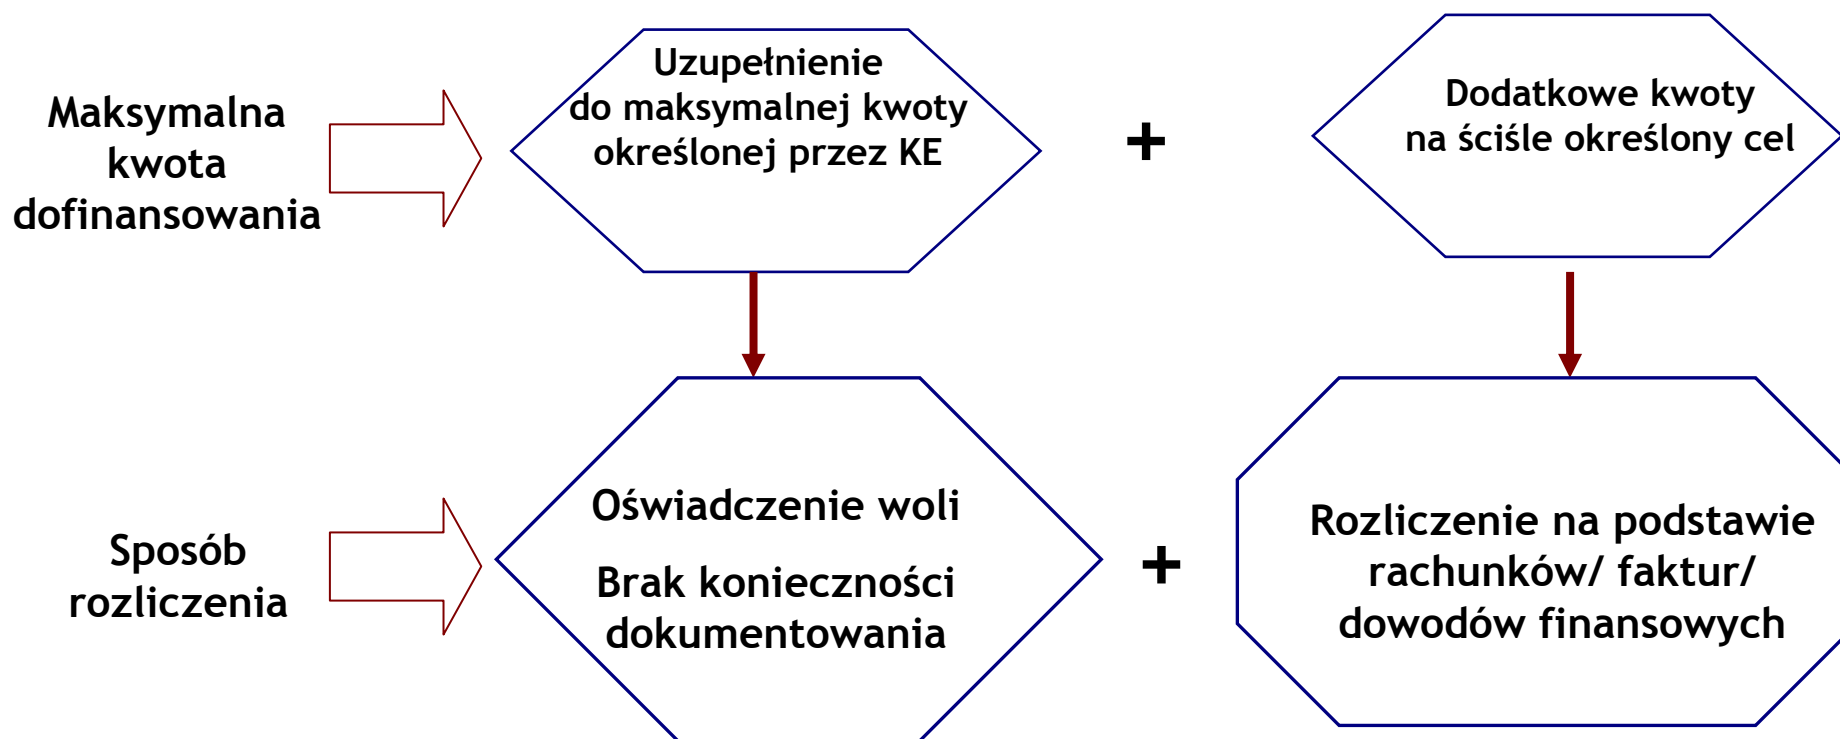 Maksymalna
kwota
dofinansowania
Uzupełnienie
do maksymalnej kwoty
określonej przez KE
+
Dodatkowe kwoty
na ściśle określony cel
Sposób
rozliczenia
Oświadczenie woli
Brak konieczności
dokumentowania
+
Rozliczenie na podstawie
rachunków/ faktur/
dowodów finansowych